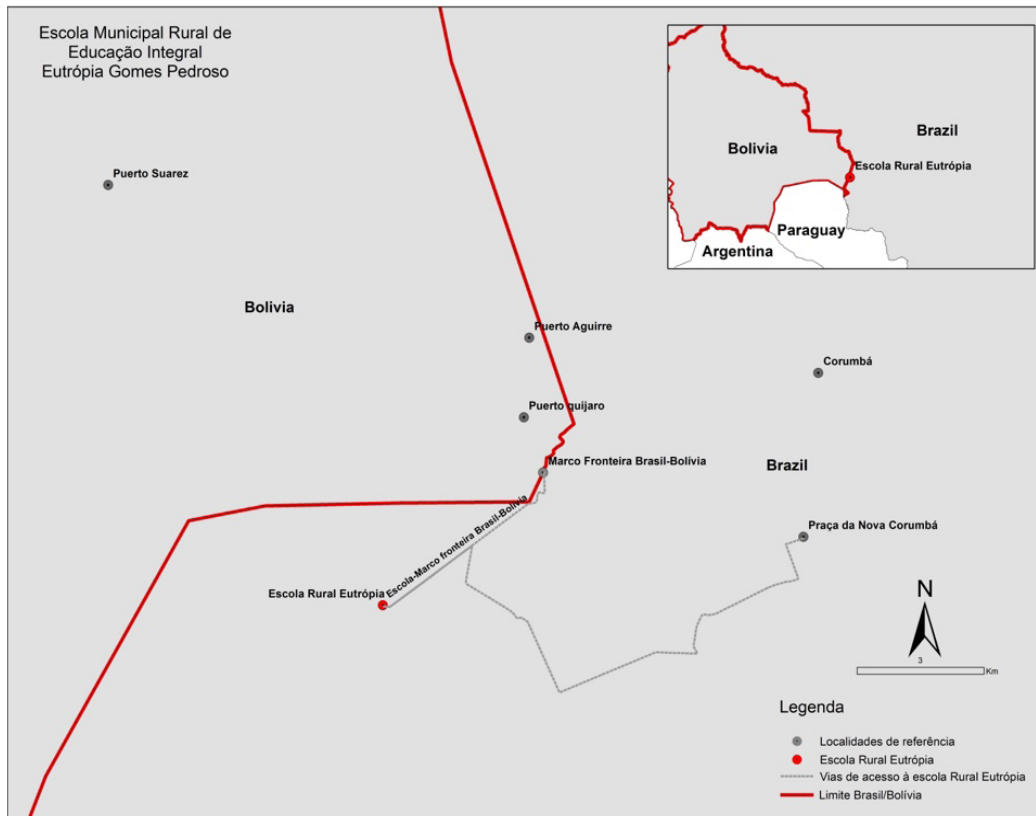 Escola Municipal Rural de
Educação Integral
Eutrópia Gomes Pedroso
Bolivia
Brazil
Escola Rural Eutrópia
Paraguay
Argentina
Puerto Suarez
Bolivia
Puerto Aguirre
Corumbá
Puerto quijaro
Marco Fronteira Brasil-Bolívia
Brazil
Escola-Marco fronteira Brasil-Bolívia
Praça da Nova Corumbá
Escola Rural Eutrópia
N
3
Km
Legenda
Localidades de referência
Escola Rural Eutrópia
Vias de acesso à escola Rural Eutrópia
Limite Brasil/Bolívia